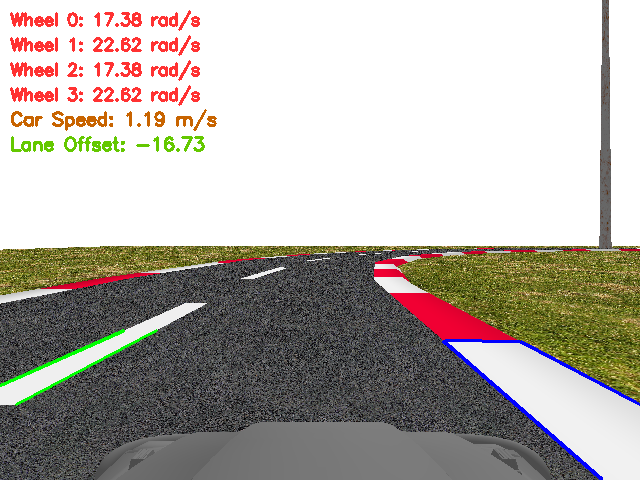 Wheel 0: 17.38 rad/s
Wheel 1: 22.62 rad/s
Wheel 2: 17.38 rad/s
Wheel 3: 22.62 rad/s
Car Speed: 1.19 m/s
Lane Offset: -16.73